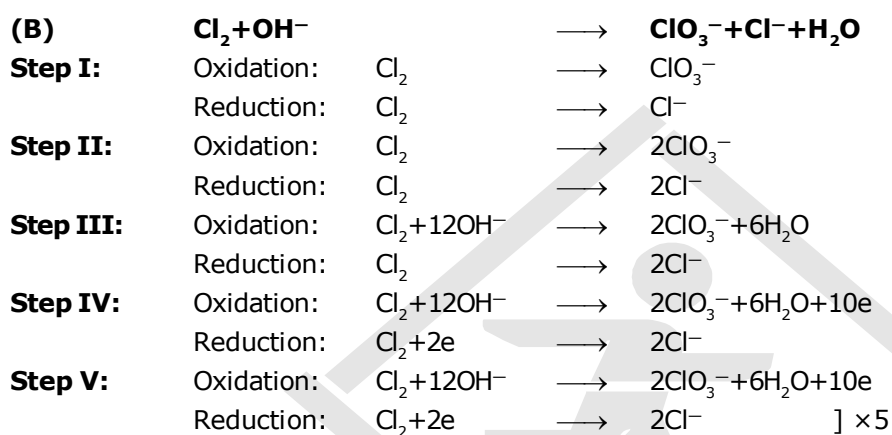 (B) Cl₂+OH⁻ ⟶ ClO₃⁻+Cl⁻+H₂O
Step I: Oxidation: Cl₂ ⟶ ClO₃⁻
Reduction: Cl₂ ⟶ Cl⁻
Step II: Oxidation: Cl₂ ⟶ 2ClO₃⁻
Reduction: Cl₂ ⟶ 2Cl⁻
Step III: Oxidation: Cl₂+12OH⁻ ⟶ 2ClO₃⁻+6H₂O
Reduction: Cl₂ ⟶ 2Cl⁻
Step IV: Oxidation: Cl₂+12OH⁻ ⟶ 2ClO₃⁻+6H₂O+10e
Reduction: Cl₂+2e ⟶ 2Cl⁻
Step V: Oxidation: Cl₂+12OH⁻ ⟶ 2ClO₃⁻+6H₂O+10e
Reduction: Cl₂+2e ⟶ 2Cl⁻ ] ×5